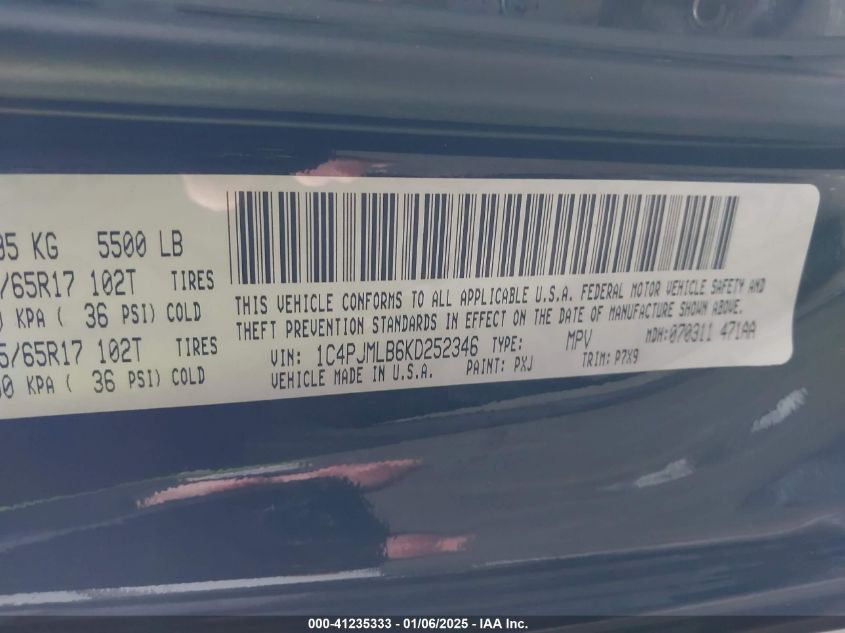 95 KG 5500 LB
/65R17 102T TIRES
KPA ( 36 PSI) COLD
5/65R17 102T TIRES
0 KPA ( 36 PSI) COLD
THIS VEHICLE CONFORMS TO ALL APPLICABLE U.S.A. FEDERAL MOTOR VEHICLE SAFETY AND
THEFT PREVENTION STANDARDS IN EFFECT ON THE DATE OF MANUFACTURE SHOWN ABOVE.
VIN: 1C4PJMLB6KD252346 TYPE: MPV MDH:070311 471AA
VEHICLE MADE IN U.S.A. PAINT: PXJ TRIM: P7X9
000-41235333 - 01/06/2025 - IAA Inc.